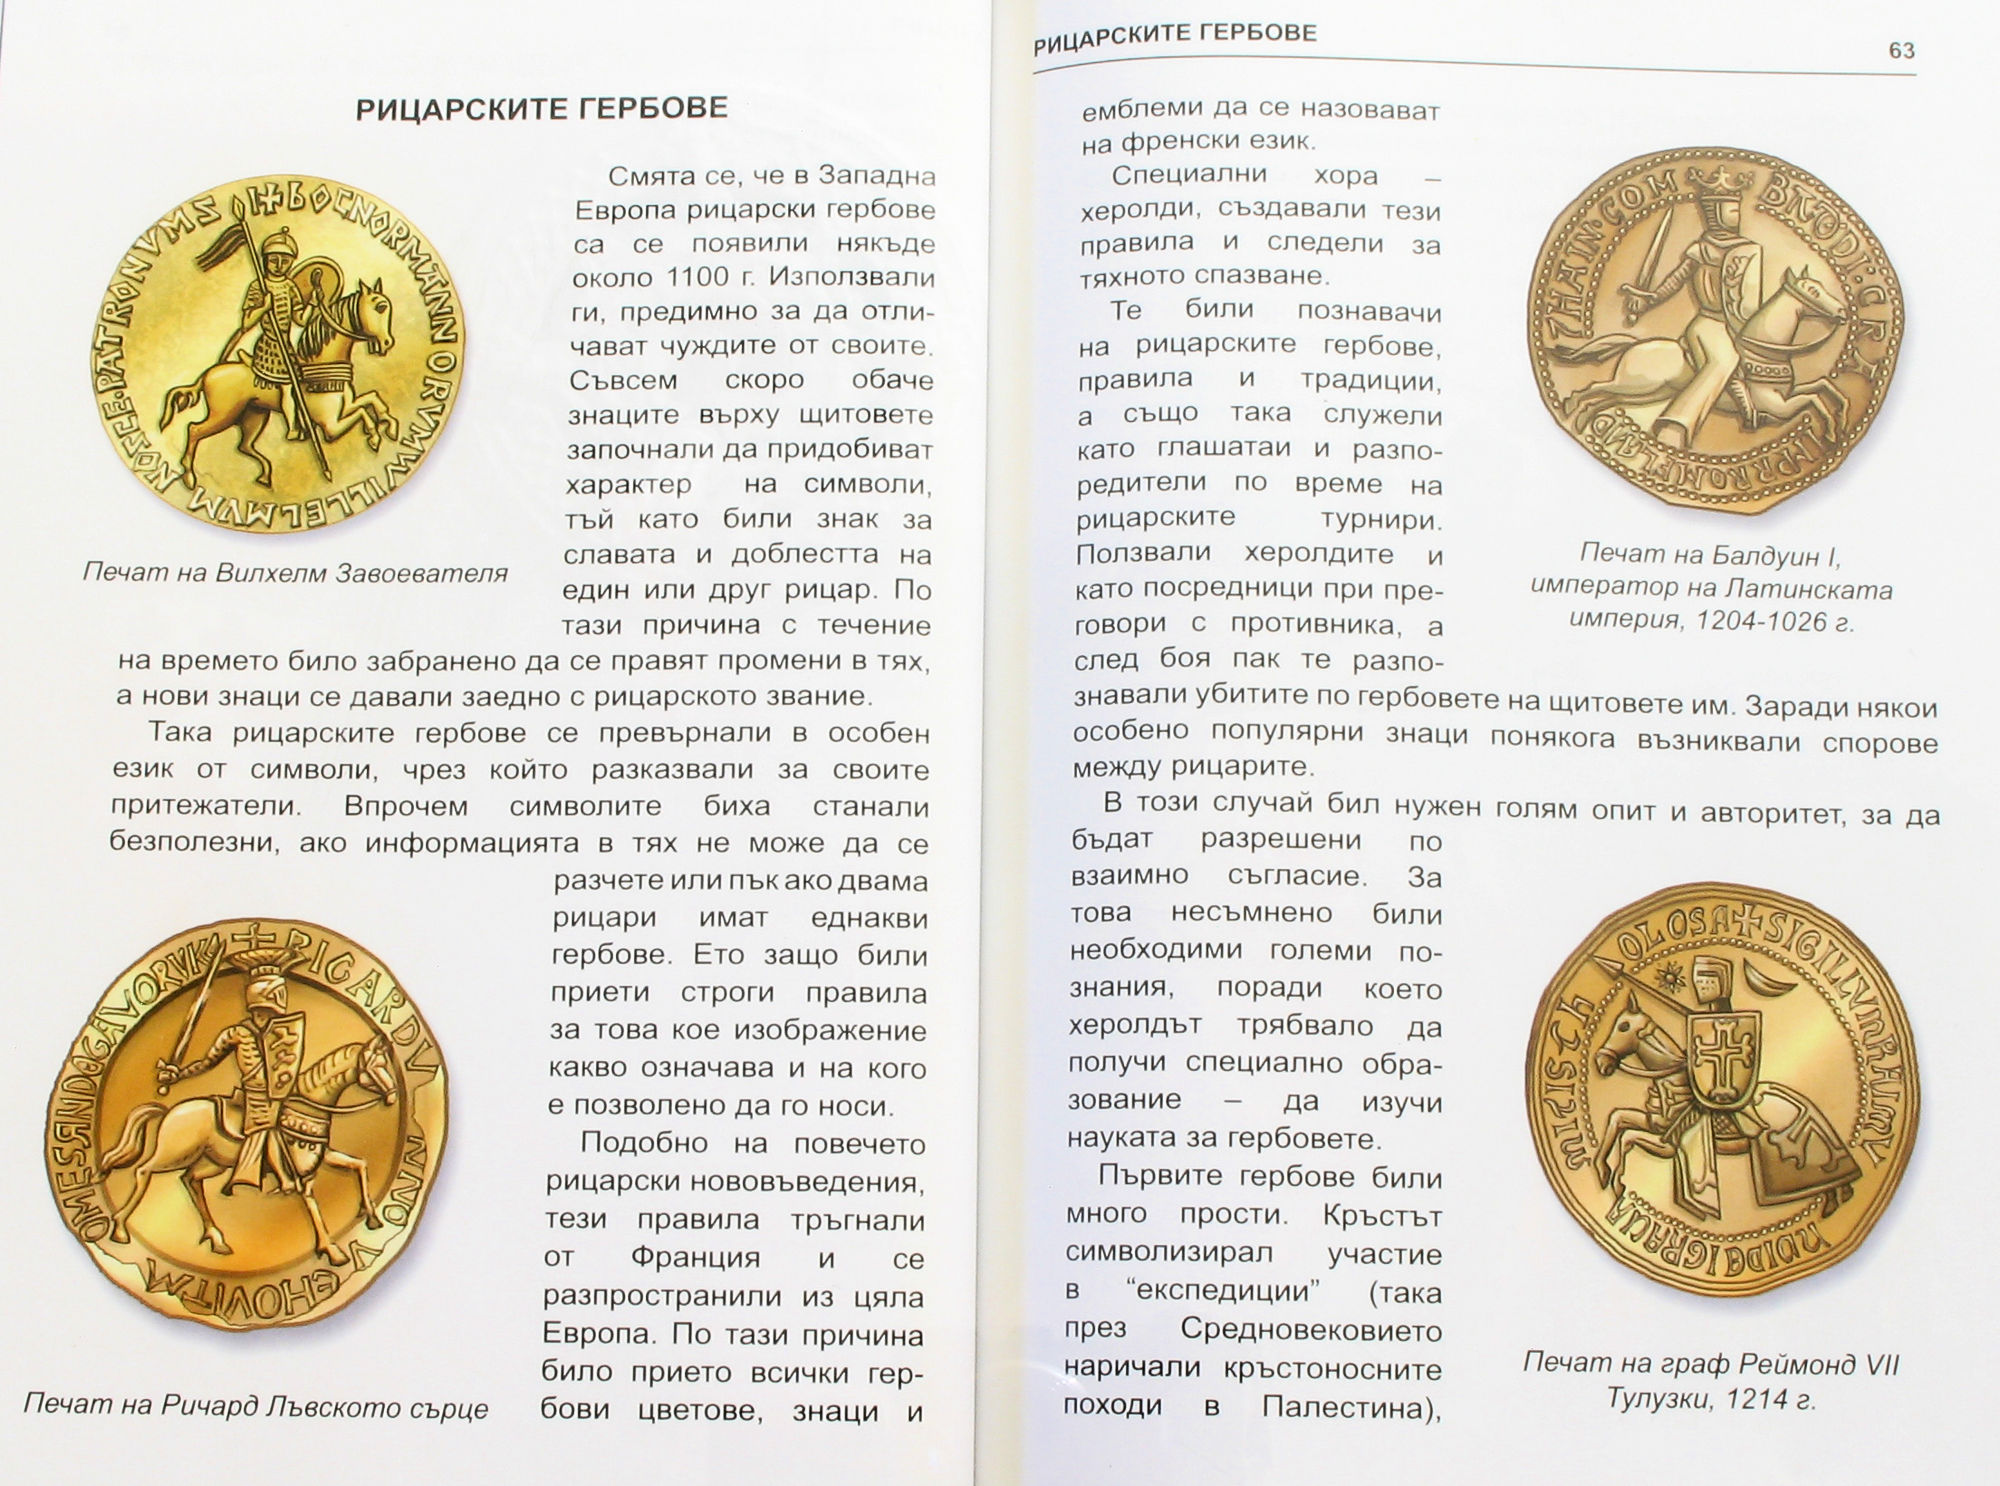 РИЦАРСКИТЕ ГЕРБОВЕ
Смята се, че в Западна
Европа рицарски гербове
са се появили някъде
около 1100 г. Използвали
ги, предимно за да отли-
чават чуждите от своите.
Съвсем скоро обаче
знаците върху щитовете
започнали да придобиват
характер на символи,
тъй като били знак за
славата и доблестта на
един или друг рицар. По
тази причина с течение
на времето било забранено да се правят промени в тях,
а нови знаци се давали заедно с рицарското звание.
Така рицарските гербове се превърнали в особен
език от символи, чрез който разказвали за своите
притежатели. Впрочем символите биха станали
безполезни, ако информацията в тях не може да се
разчете или пък ако двама
рицари имат еднакви
гербове. Ето защо били
приети строги правила
за това кое изображение
какво означава и на кого
е позволено да го носи.
Подобно на повечето
рицарски нововъведения,
тези правила тръгнали
от Франция и се
разпространили из цяла
Европа. По тази причина
било прието всички гер-
бови цветове, знаци и
Печат на Вилхелм Завоевателя
Печат на Ричард Лъвското сърце
РИЦАРСКИТЕ ГЕРБОВЕ
63
емблеми да се назовават
на френски език.
Специални хора –
херолди, създавали тези
правила и следели за
тяхното спазване.
Те били познавачи
на рицарските гербове,
правила и традиции,
а също така служели
като глашатаи и разпо-
редители по време на
рицарските турнири.
Ползвали херолдите и
като посредници при пре-
говори с противника, а
след боя пак те разпо-
знавали убитите по гербовете на щитовете им. Заради някои
особено популярни знаци понякога възниквали спорове
между рицарите.
В този случай бил нужен голям опит и авторитет, за да
бъдат разрешени по
взаимно съгласие. За
това несъмнено били
необходими големи по-
знания, поради което
херолдът трябвало да
получи специално обра-
зование – да изучи
науката за гербовете.
Първите гербове били
много прости. Кръстът
символизирал участие
в “експедиции” (така
през Средновековието
наричали кръстоносните
походи в Палестина),
Печат на Балдуин I,
император на Латинската
империя, 1204-1026 г.
Печат на граф Реймонд VII
Тулузки, 1214 г.